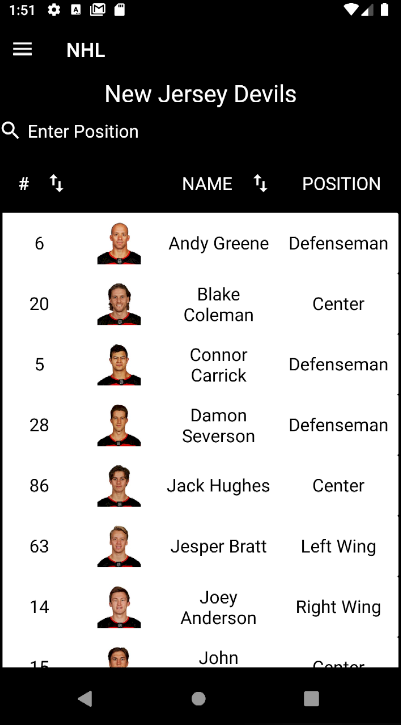 1:51
NHL
New Jersey Devils
Enter Position
# NAME POSITION
6 Andy Greene Defenseman
20 Blake Coleman Center
5 Connor Carrick Defenseman
28 Damon Severson Defenseman
86 Jack Hughes Center
63 Jesper Bratt Left Wing
14 Joey Anderson Right Wing
15 John Center